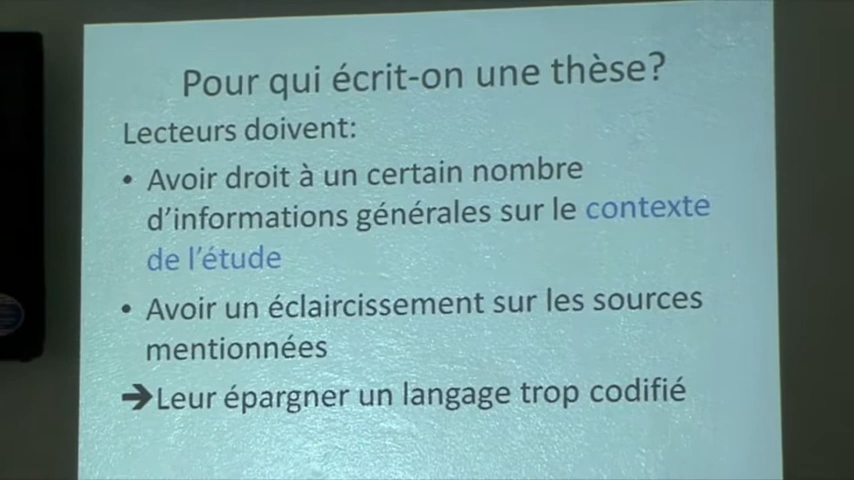 Pour qui écrit-on une thèse?
Lecteurs doivent:
• Avoir droit à un certain nombre
d'informations générales sur le contexte
de l'étude
• Avoir un éclaircissement sur les sources
mentionnées
➔Leur épargner un langage trop codifié